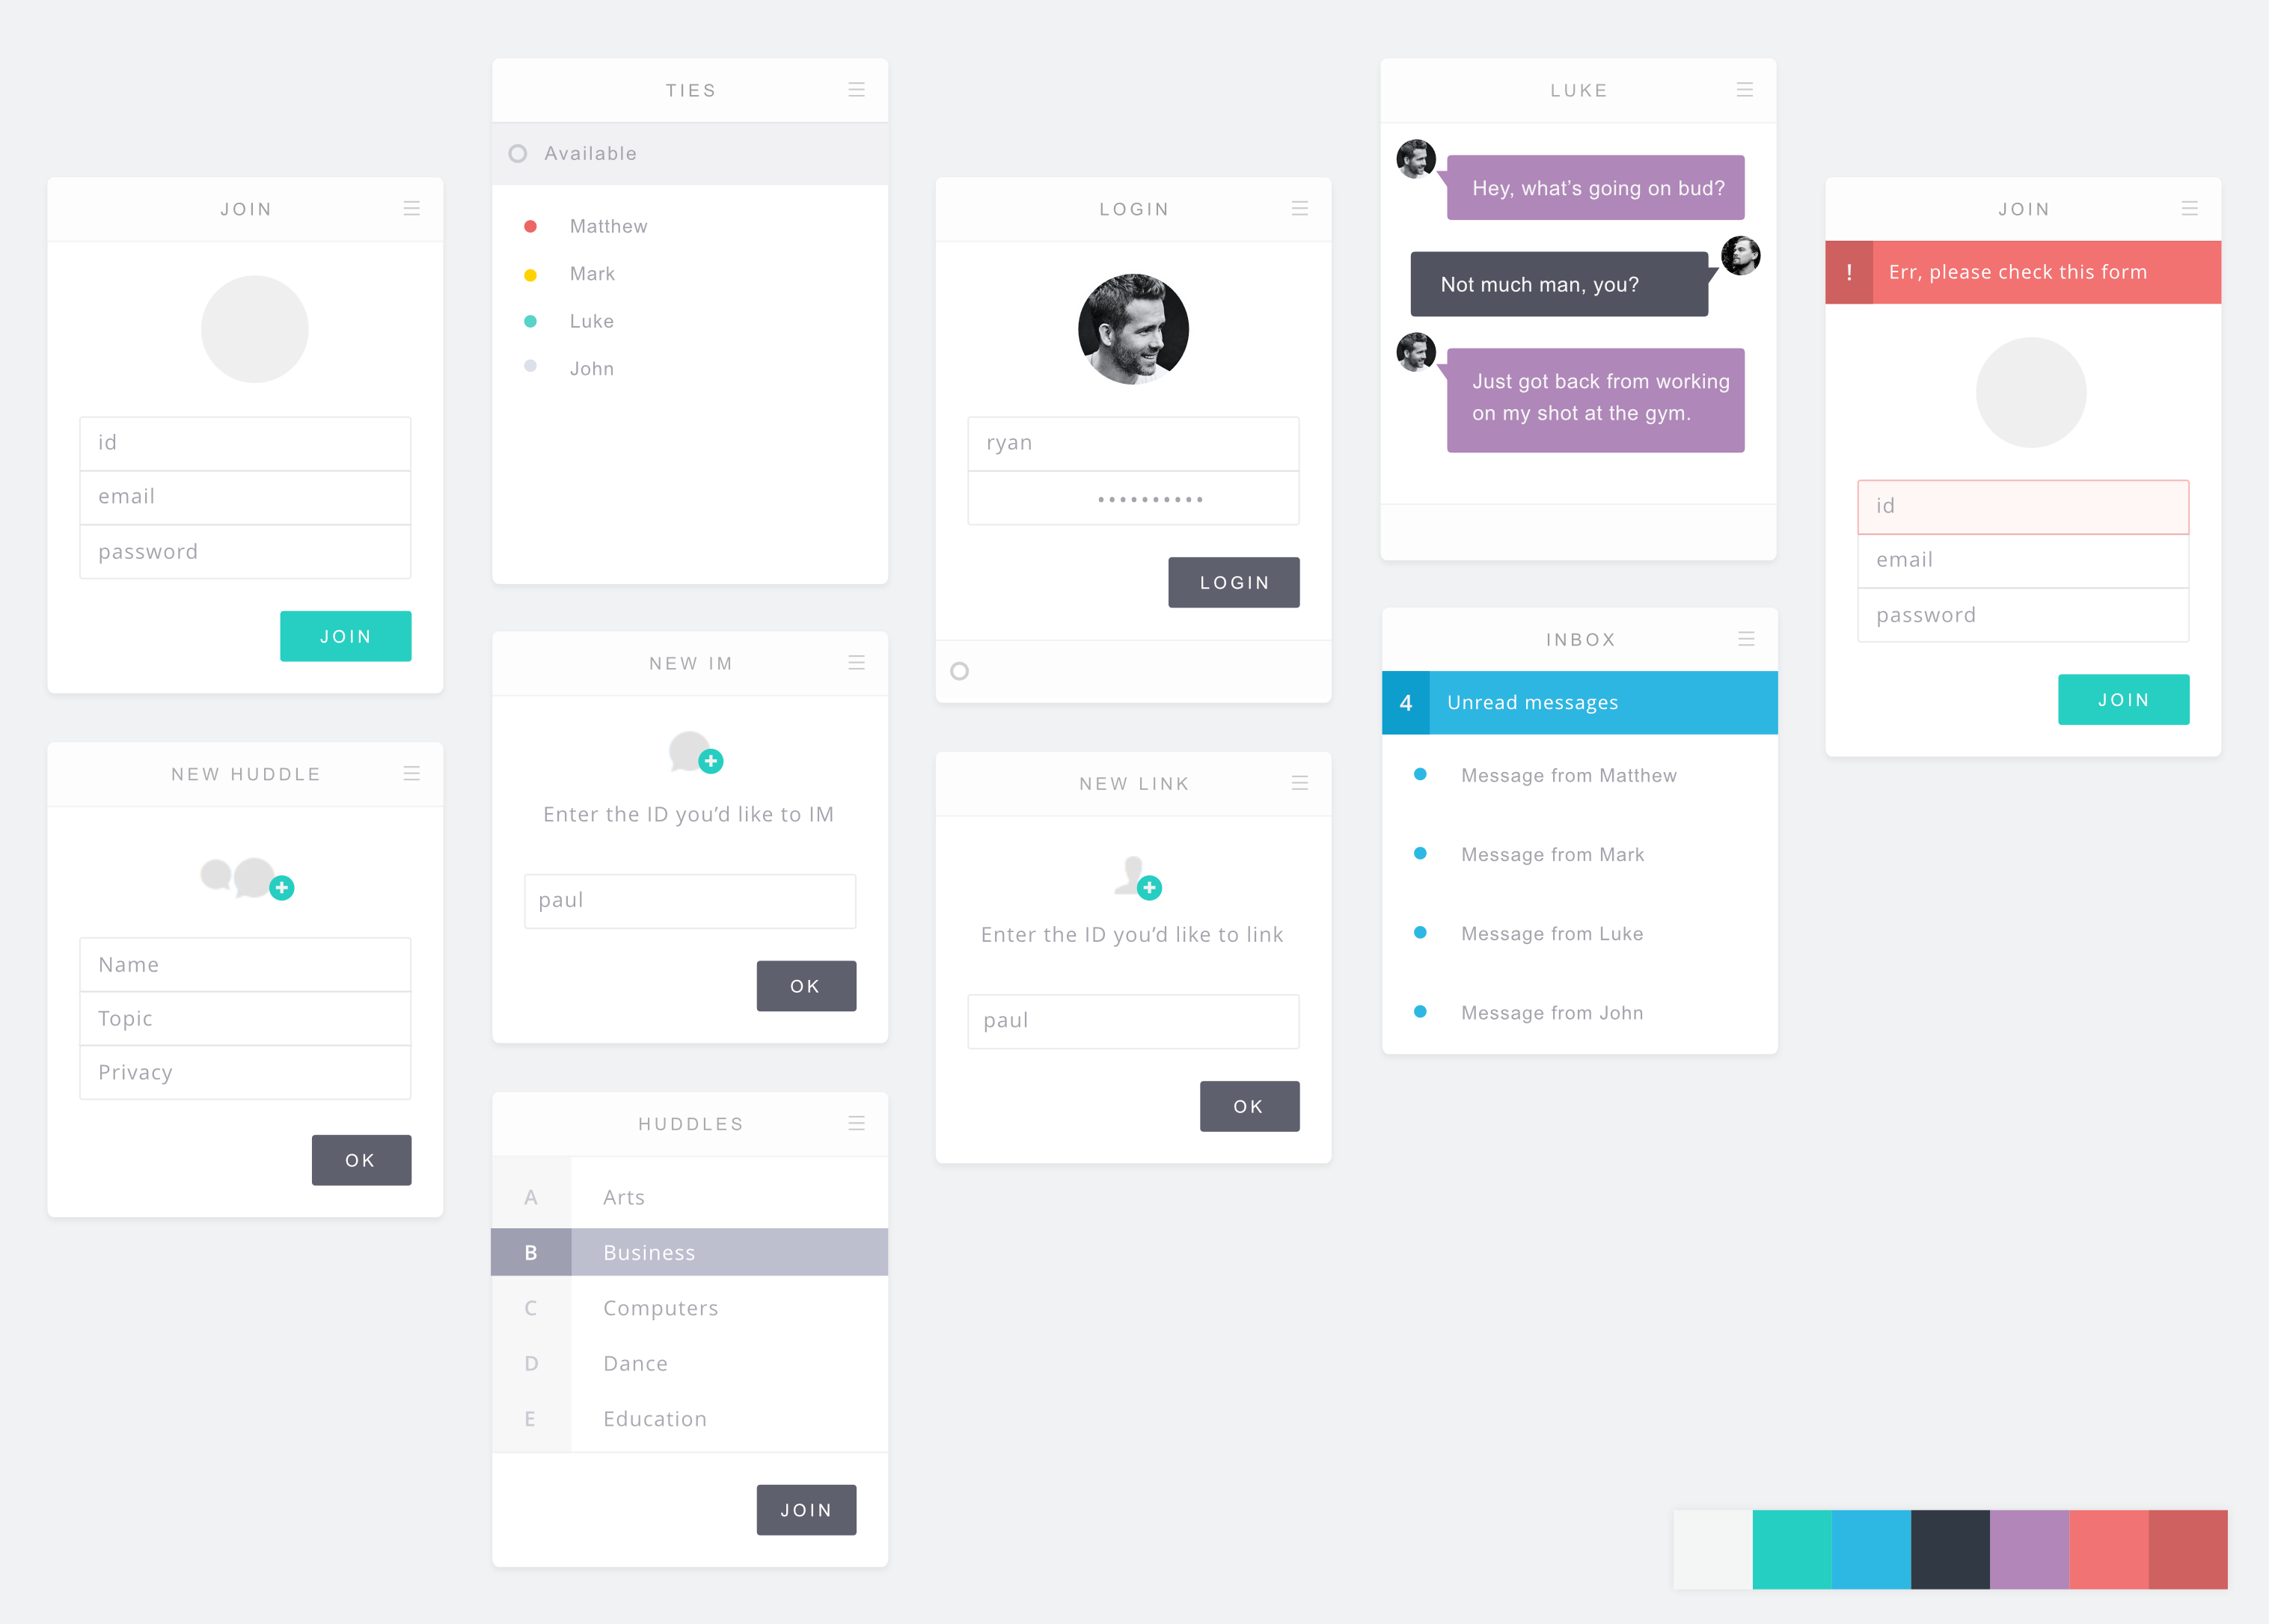 JOIN
id
email
password
JOIN
NEW HUDDLE
Name
Topic
Privacy
OK
TIES
Available
Matthew
Mark
Luke
John
NEW IM
Enter the ID you’d like to IM
paul
OK
HUDDLES
A Arts
B Business
C Computers
D Dance
E Education
JOIN
LOGIN
ryan
LOGIN
NEW LINK
Enter the ID you’d like to link
paul
OK
LUKE
Hey, what’s going on bud?
Not much man, you?
Just got back from working
on my shot at the gym.
INBOX
4 Unread messages
Message from Matthew
Message from Mark
Message from Luke
Message from John
JOIN
! Err, please check this form
id
email
password
JOIN